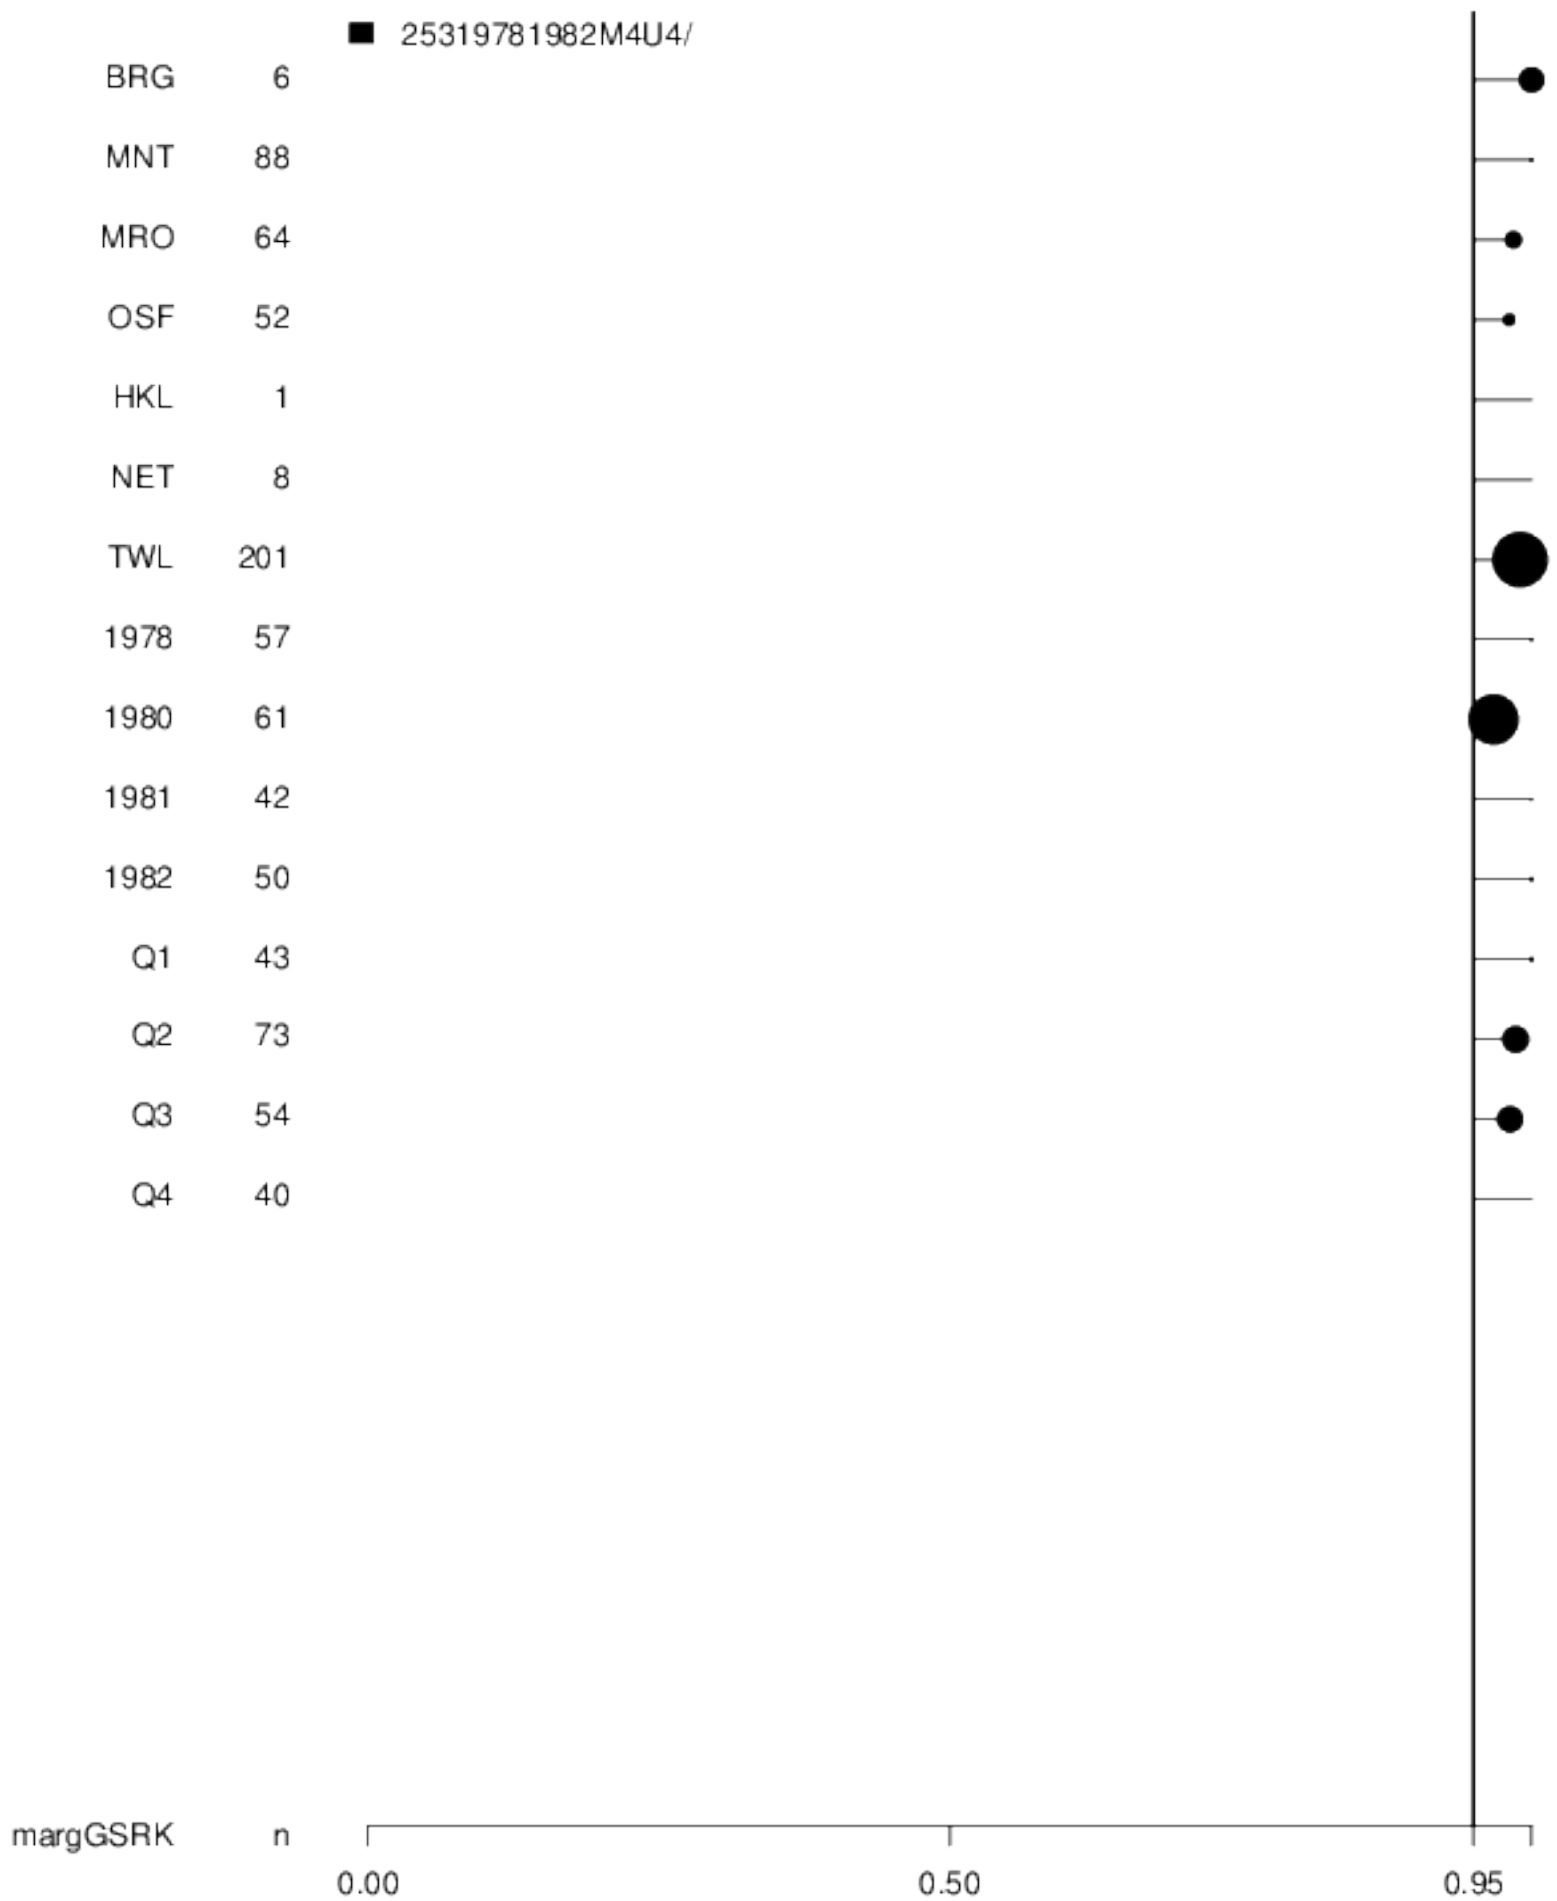 25319781982M4U4/
BRG 6
MNT 88
MRO 64
OSF 52
HKL 1
NET 8
TWL 201
1978 57
1980 61
1981 42
1982 50
Q1 43
Q2 73
Q3 54
Q4 40
margGSRK n
0.00 0.50 0.95